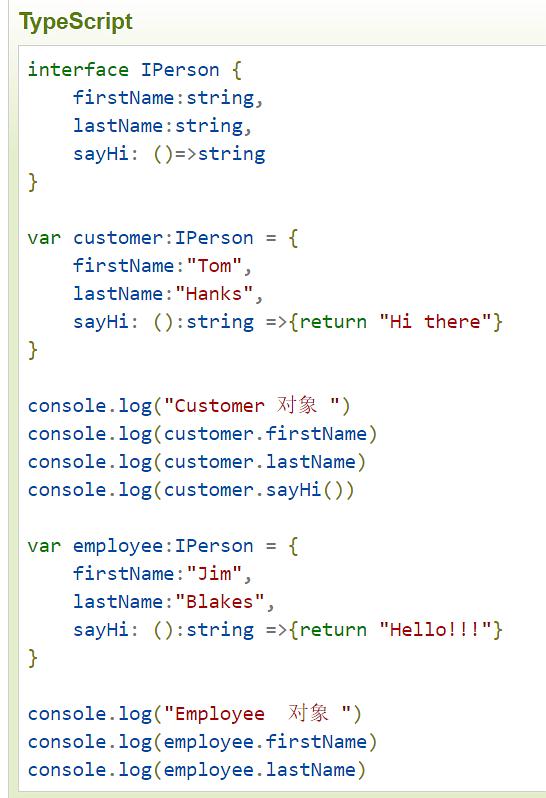 TypeScript
interface IPerson {
    firstName:string,
    lastName:string,
    sayHi: ()=>string
}
var customer:IPerson = {
    firstName:"Tom",
    lastName:"Hanks",
    sayHi: ():string =>{return "Hi there"}
}
console.log("Customer 对象 ")
console.log(customer.firstName)
console.log(customer.lastName)
console.log(customer.sayHi())
var employee:IPerson = {
    firstName:"Jim",
    lastName:"Blakes",
    sayHi: ():string =>{return "Hello!!!"}
}
console.log("Employee  对象 ")
console.log(employee.firstName)
console.log(employee.lastName)